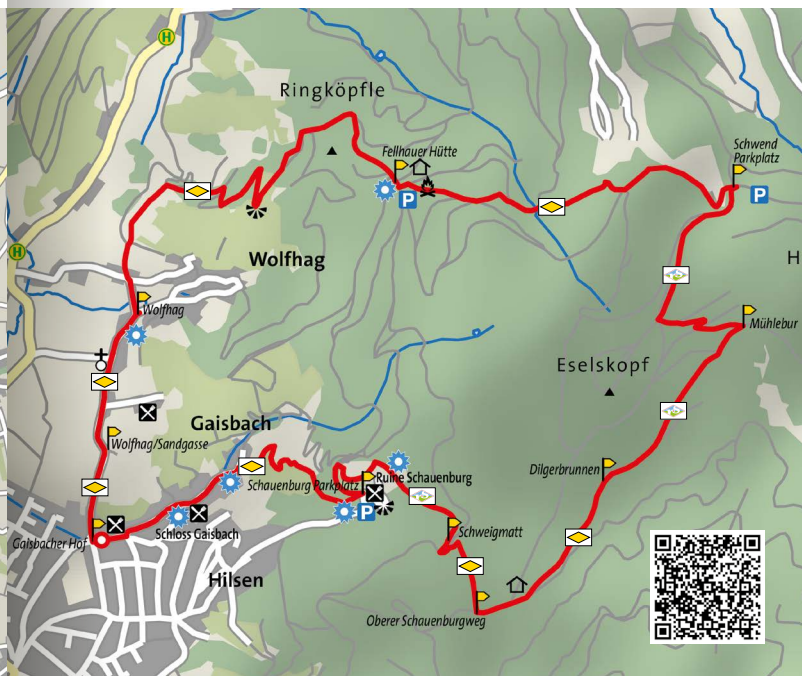 H
Ringköpfle
Fellhauer Hütte
Schwend
Parkplatz
P
P
H
Wolfhag
H
Wolfhag
Mühlebur
Eselskopf
Gaisbach
Wolfhag/Sandgasse
Schauenburg Parkplatz
Ruine Schauenburg
Dilgerbrunnen
P
Schloss Gaisbach
Schweigmatt
Gaisbacher Hof
Hilsen
Oberer Schauenburgweg